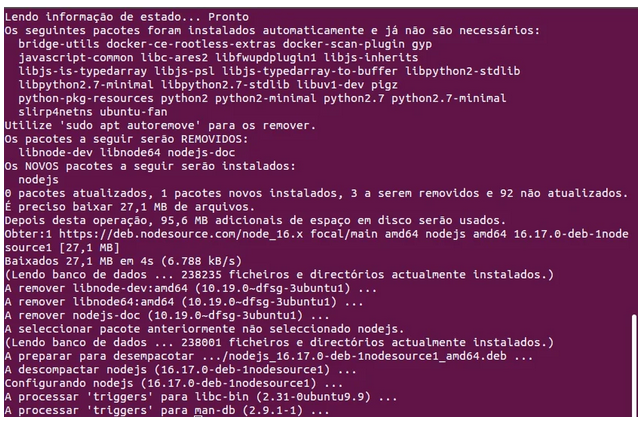 Lendo informação de estado... Pronto
Os seguintes pacotes foram instalados automaticamente e já não são necessários:
  bridge-utils docker-ce-rootless-extras docker-scan-plugin gyp
  javascript-common libc-ares2 libfwupdplugin1 libjs-inherits
  libjs-is-typedarray libjs-psl libjs-typedarray-to-buffer libpython2-stdlib
  libpython2.7-minimal libpython2.7-stdlib libuv1-dev pigz
  python-pkg-resources python2 python2-minimal python2.7 python2.7-minimal
  slirp4netns ubuntu-fan
Utilize 'sudo apt autoremove' para os remover.
Os pacotes a seguir serão REMOVIDOS:
  libnode-dev libnode64 nodejs-doc
Os NOVOS pacotes a seguir serão instalados:
  nodejs
0 pacotes atualizados, 1 pacotes novos instalados, 3 a serem removidos e 92 não atualizados.
É preciso baixar 27,1 MB de arquivos.
Depois desta operação, 95,6 MB adicionais de espaço em disco serão usados.
Obter:1 https://deb.nodesource.com/node_16.x focal/main amd64 nodejs amd64 16.17.0-deb-1node
source1 [27,1 MB]
Baixados 27,1 MB em 4s (6.788 kB/s)
(Lendo banco de dados ... 238235 ficheiros e directórios actualmente instalados.)
A remover libnode-dev:amd64 (10.19.0~dfsg-3ubuntu1) ...
A remover libnode64:amd64 (10.19.0~dfsg-3ubuntu1) ...
A remover nodejs-doc (10.19.0~dfsg-3ubuntu1) ...
A seleccionar pacote anteriormente não seleccionado nodejs.
(Lendo banco de dados ... 238001 ficheiros e directórios actualmente instalados.)
A preparar para desempacotar .../nodejs_16.17.0-deb-1nodesource1_amd64.deb ...
A descompactar nodejs (16.17.0-deb-1nodesource1) ...
Configurando nodejs (16.17.0-deb-1nodesource1) ...
A processar 'triggers' para libc-bin (2.31-0ubuntu9.9) ...
A processar 'triggers' para man-db (2.9.1-1) ...